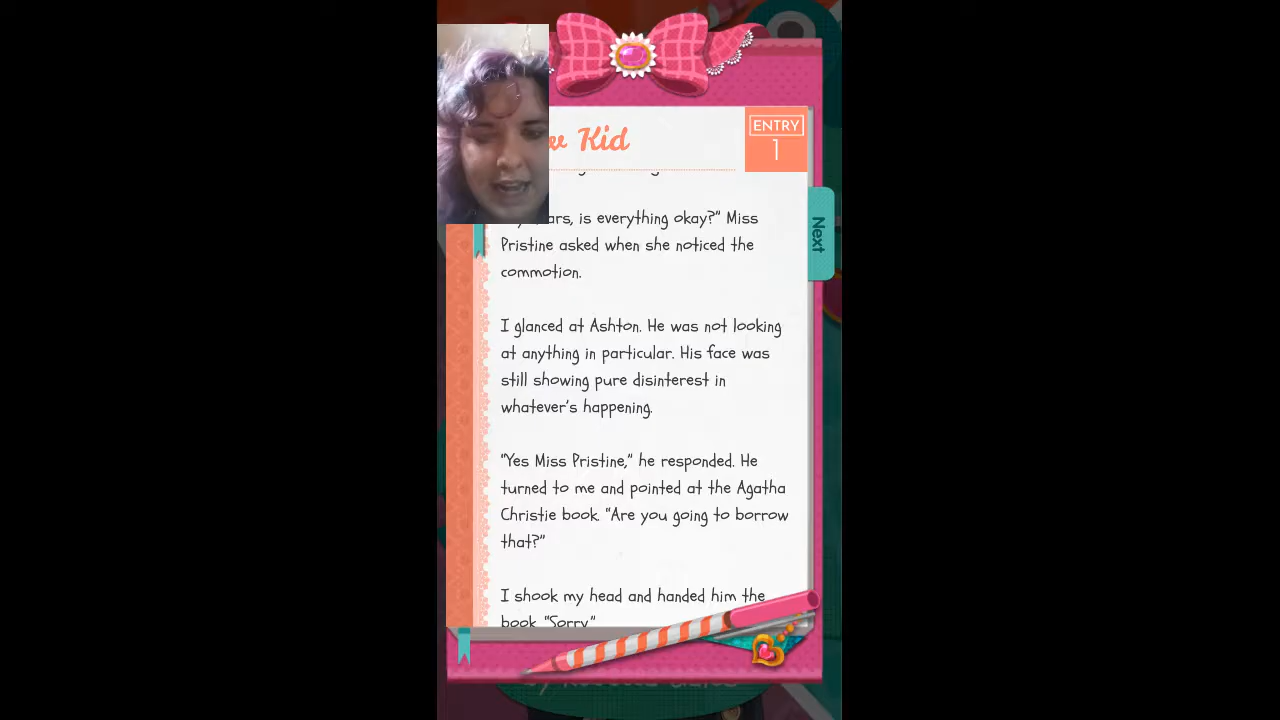 Kid
ENTRY
1
Next
is everything okay?" Miss
Pristine asked when she noticed the
commotion.
I glanced at Ashton. He was not looking
at anything in particular. His face was
still showing pure disinterest in
whatever's happening.
"Yes Miss Pristine," he responded. He
turned to me and pointed at the Agatha
Christie book. "Are you going to borrow
that?"
I shook my head and handed him the
book. "Sorry"